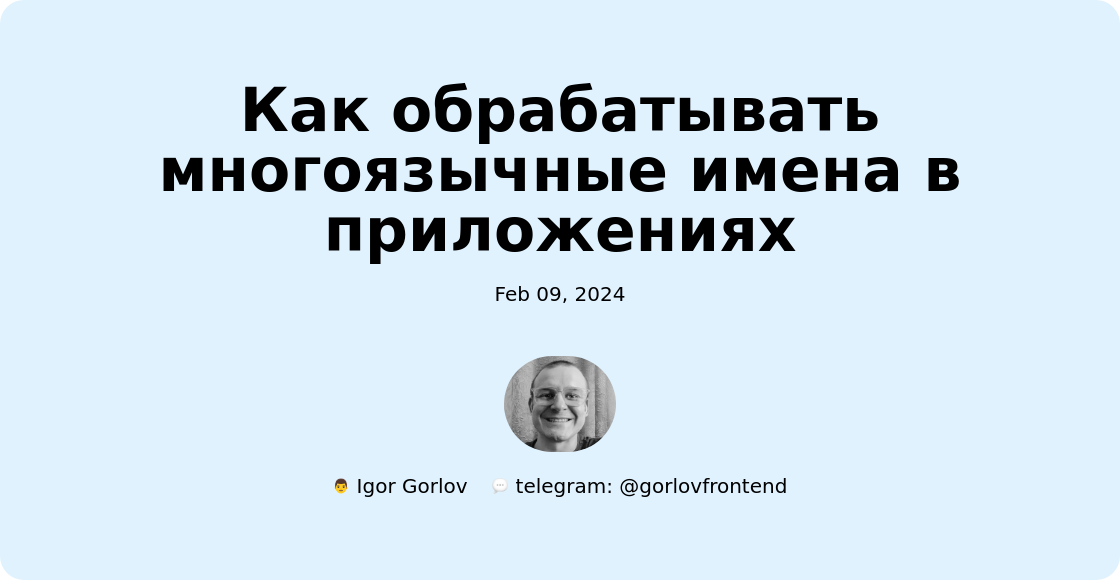 Как обрабатывать
многоязычные имена в
приложениях
Feb 09, 2024
👨 Igor Gorlov 💬 telegram: @gorlovfrontend